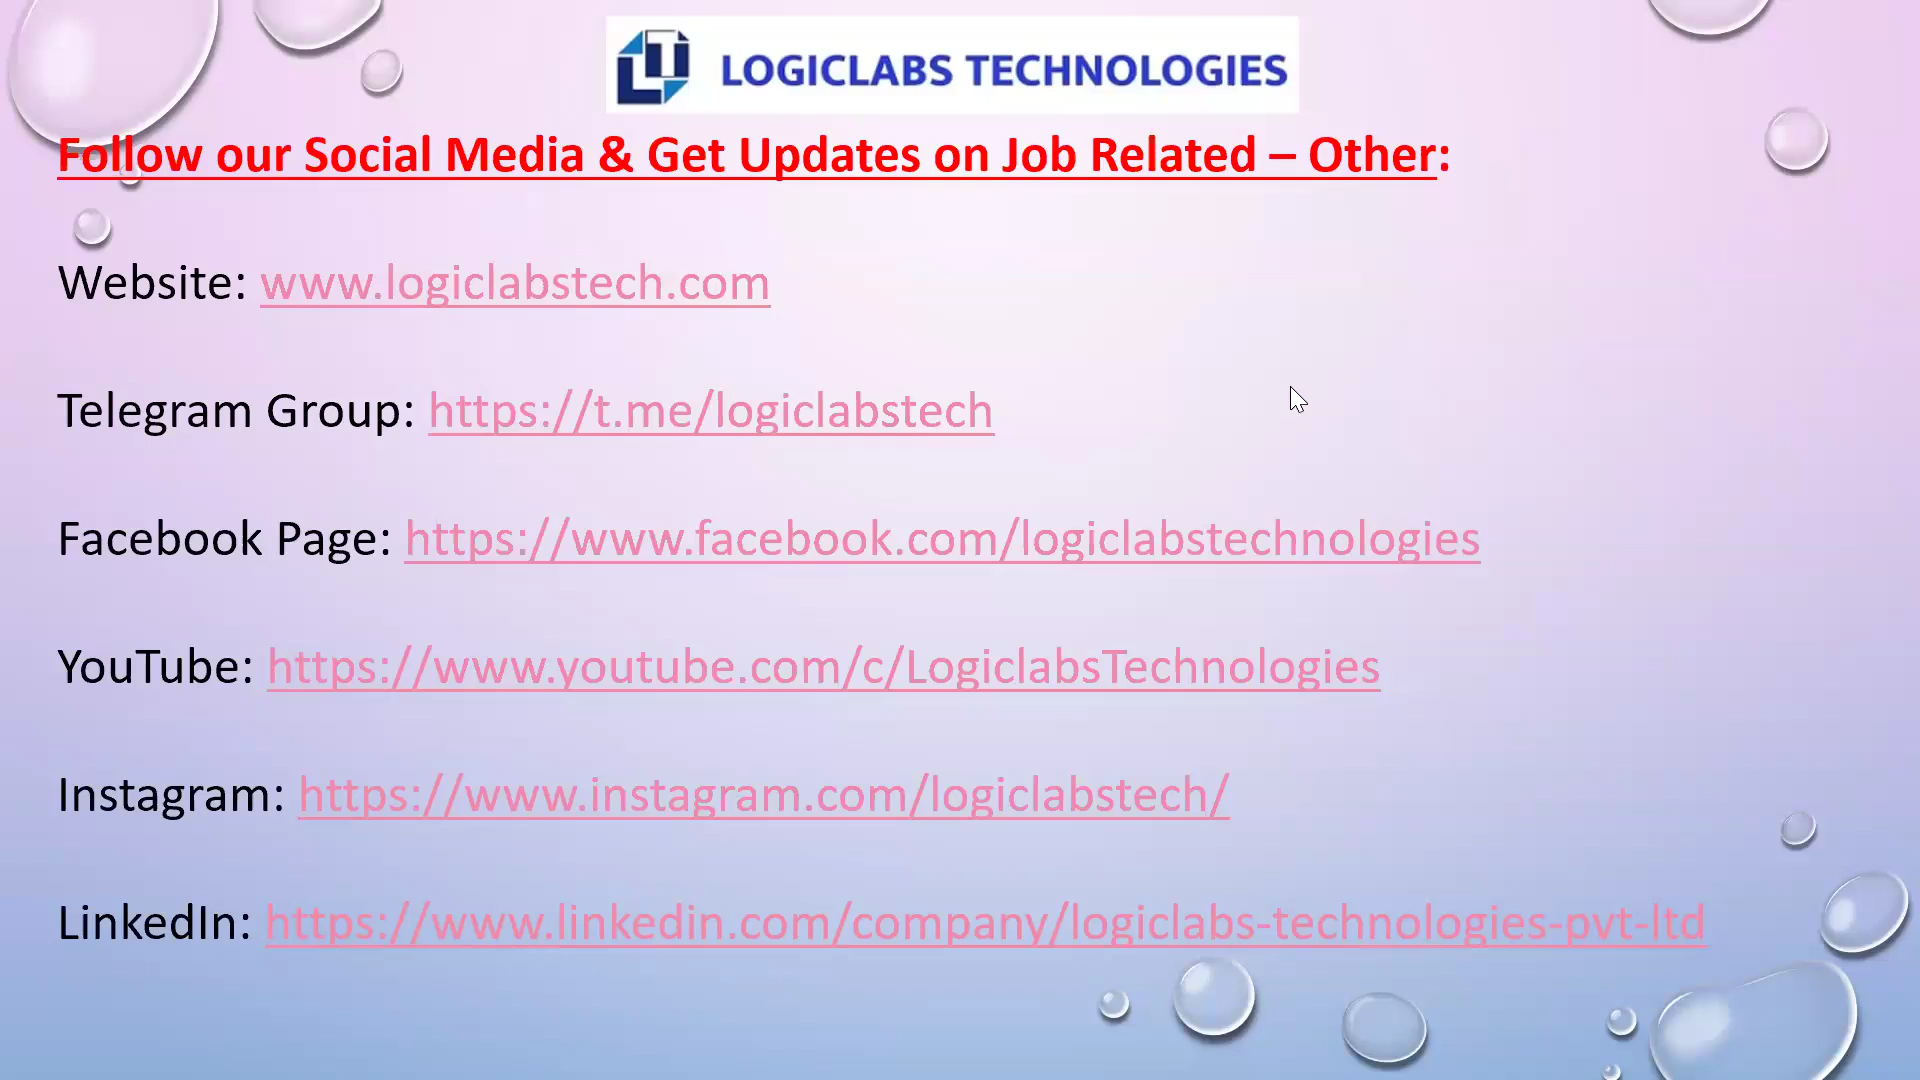 LOGICLABS TECHNOLOGIES
Follow our Social Media & Get Updates on Job Related – Other:
Website: www.logiclabstech.com
Telegram Group: https://t.me/logiclabstech
Facebook Page: https://www.facebook.com/logiclabstechnologies
YouTube: https://www.youtube.com/c/LogiclabsTechnologies
Instagram: https://www.instagram.com/logiclabstech/
LinkedIn: https://www.linkedin.com/company/logiclabs-technologies-pvt-ltd